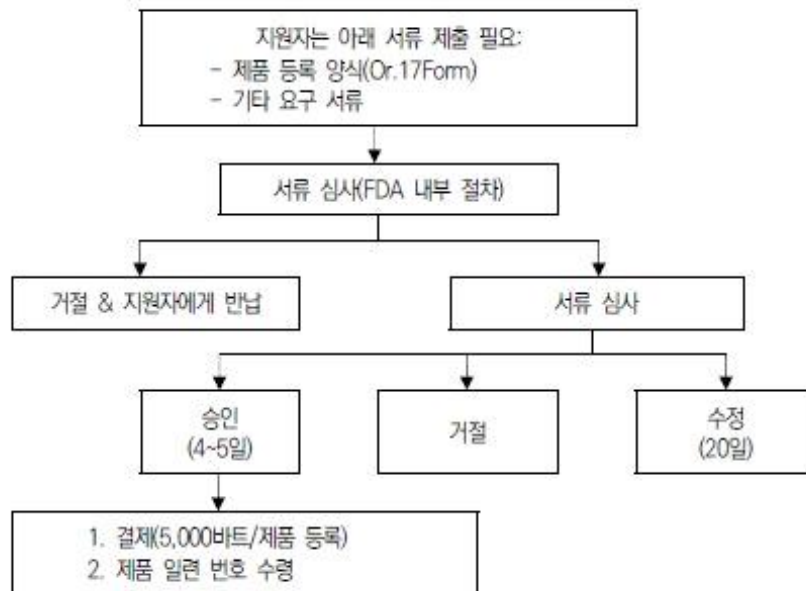 지원자는 아래 서류 제출 필요:
- 제품 등록 양식(Or.17Form)
- 기타 요구 서류
서류 심사(FDA 내부 절차)
거절 & 지원자에게 반납
서류 심사
승인
(4~5일)
거절
수정
(20일)
1. 결제(5,000바트/제품 등록)
2. 제품 일련 번호 수령